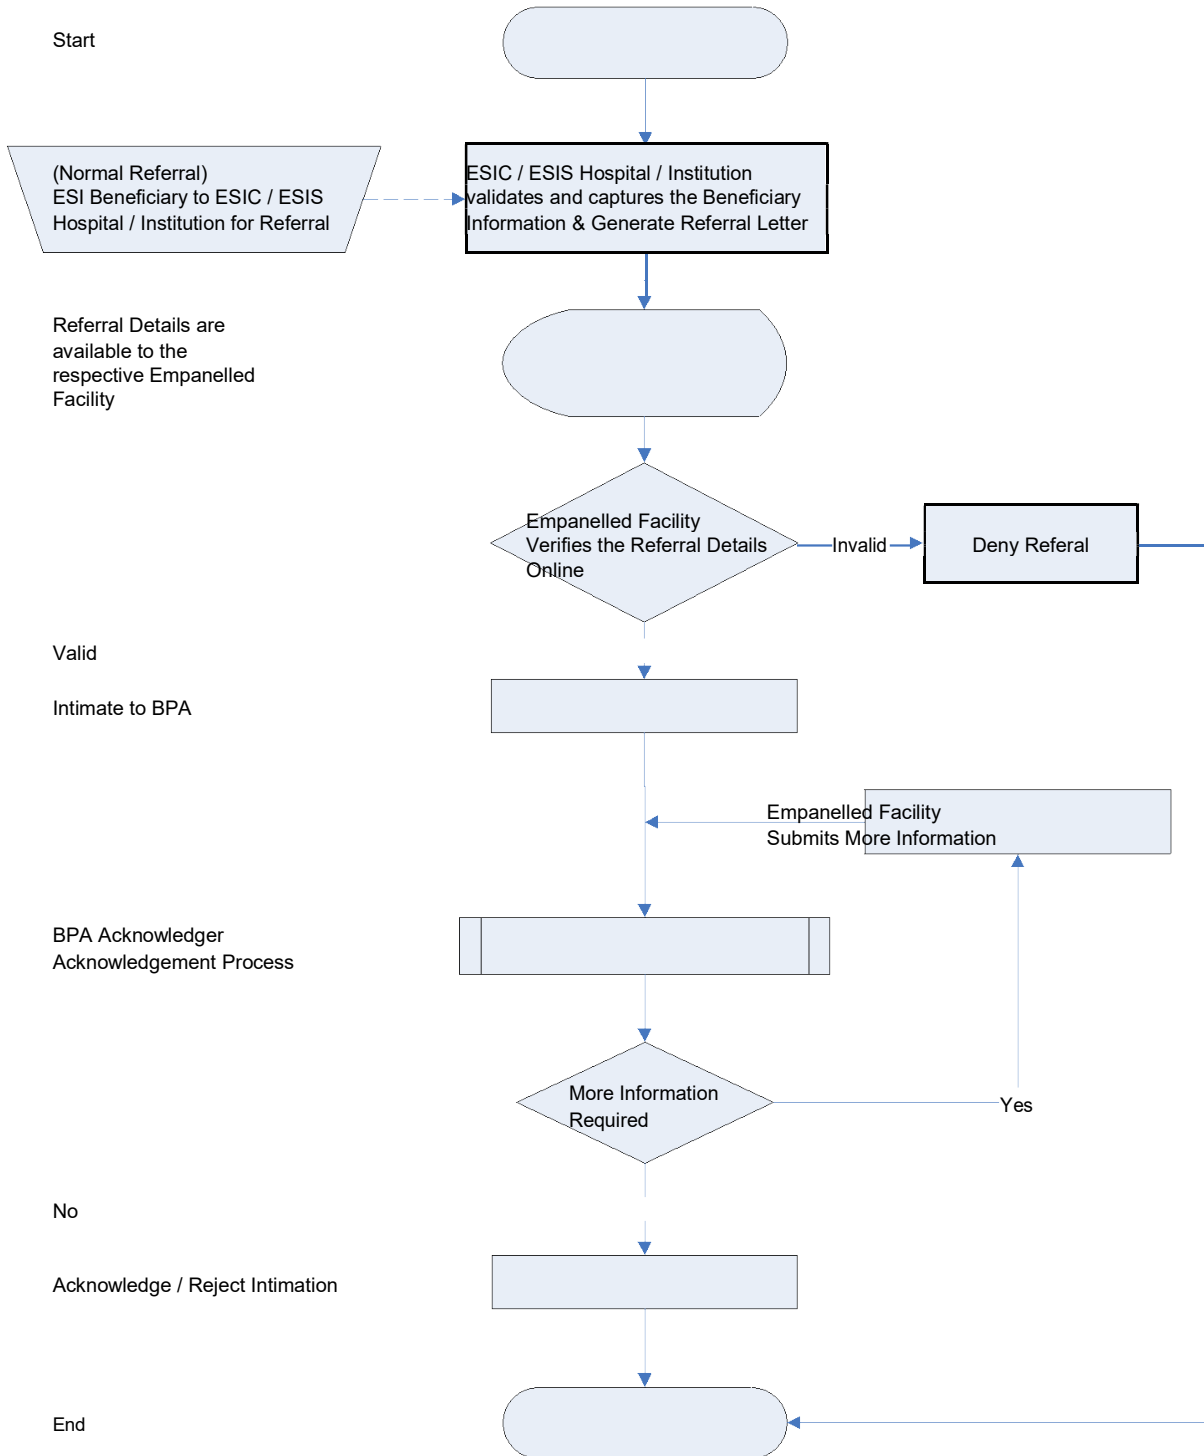 Start
(Normal Referral)
ESI Beneficiary to ESIC / ESIS
Hospital / Institution for Referral
ESIC / ESIS Hospital / Institution
validates and captures the Beneficiary
Information & Generate Referral Letter
Referral Details are
available to the
respective Empanelled
Facility
Empanelled Facility
Verifies the Referral Details
Online
Invalid
Deny Referal
Valid
Intimate to BPA
Empanelled Facility
Submits More Information
BPA Acknowledger
Acknowledgement Process
More Information
Required
Yes
No
Acknowledge / Reject Intimation
End